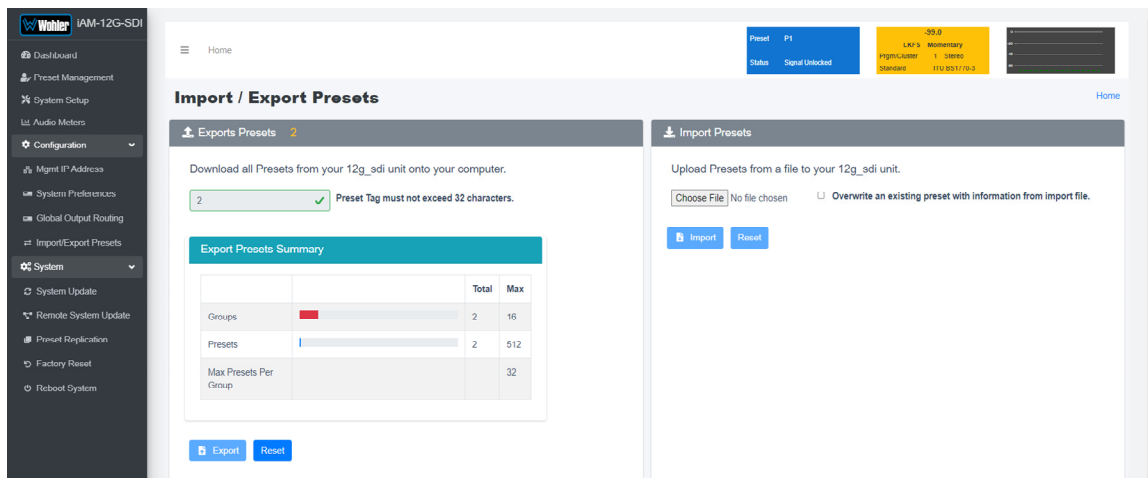 Wohler iAM-12G-SDI
Dashboard
Preset Management
System Setup
Audio Meters
Configuration
Mgmt IP Address
System Preferences
Global Output Routing
Import/Export Presets
System
System Update
Remote System Update
Preset Replication
Factory Reset
Reboot System
Home
Preset P1
Status Signal Unlocked
-99.0
LKFS Momentary
Prgm/Cluster 1 Stereo
Standard ITU BS1770-3
Import / Export Presets
Home
Exports Presets 2
Download all Presets from your 12g_sdi unit onto your computer.
2 Preset Tag must not exceed 32 characters.
Export Presets Summary
Total Max
Groups 2 16
Presets 2 512
Max Presets Per
Group
32
Export Reset
Import Presets
Upload Presets from a file to your 12g_sdi unit.
Choose File No file chosen Overwrite an existing preset with information from import file.
Import Reset